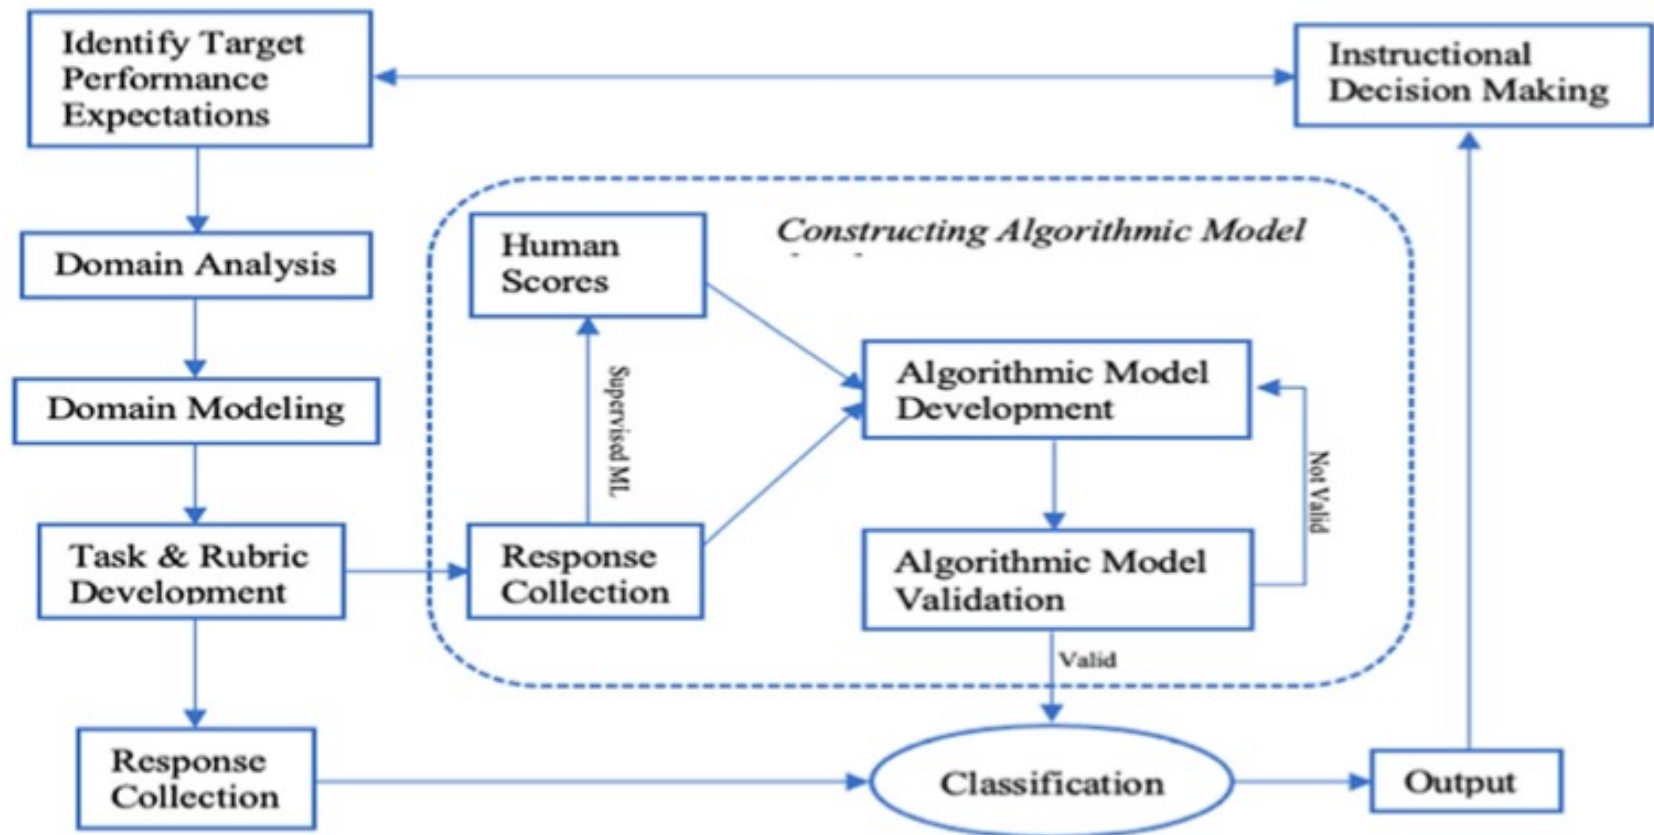 Identify Target
Performance
Expectations
Instructional
Decision Making
Domain Analysis
Domain Modeling
Task & Rubric
Development
Response
Collection
Constructing Algorithmic Model
Human
Scores
Supervised ML
Response
Collection
Algorithmic Model
Development
Not Valid
Algorithmic Model
Validation
Valid
Classification
Output